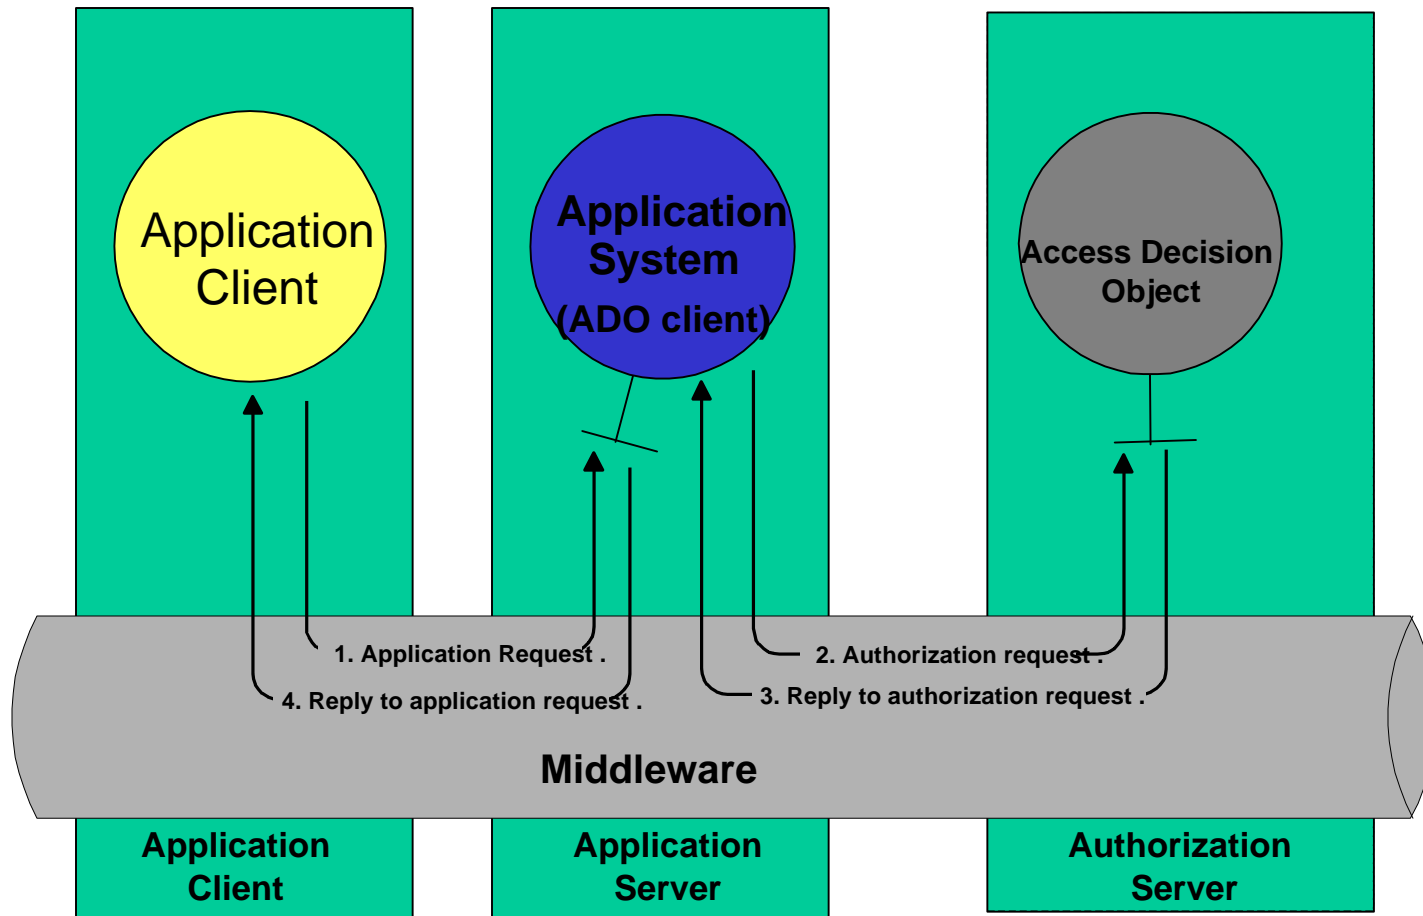 Application
Client
Application
System
(ADO client)
Access Decision
Object
1. Application Request .
2. Authorization request .
4. Reply to application request .
3. Reply to authorization request .
Middleware
Application
Client
Application
Server
Authorization
Server